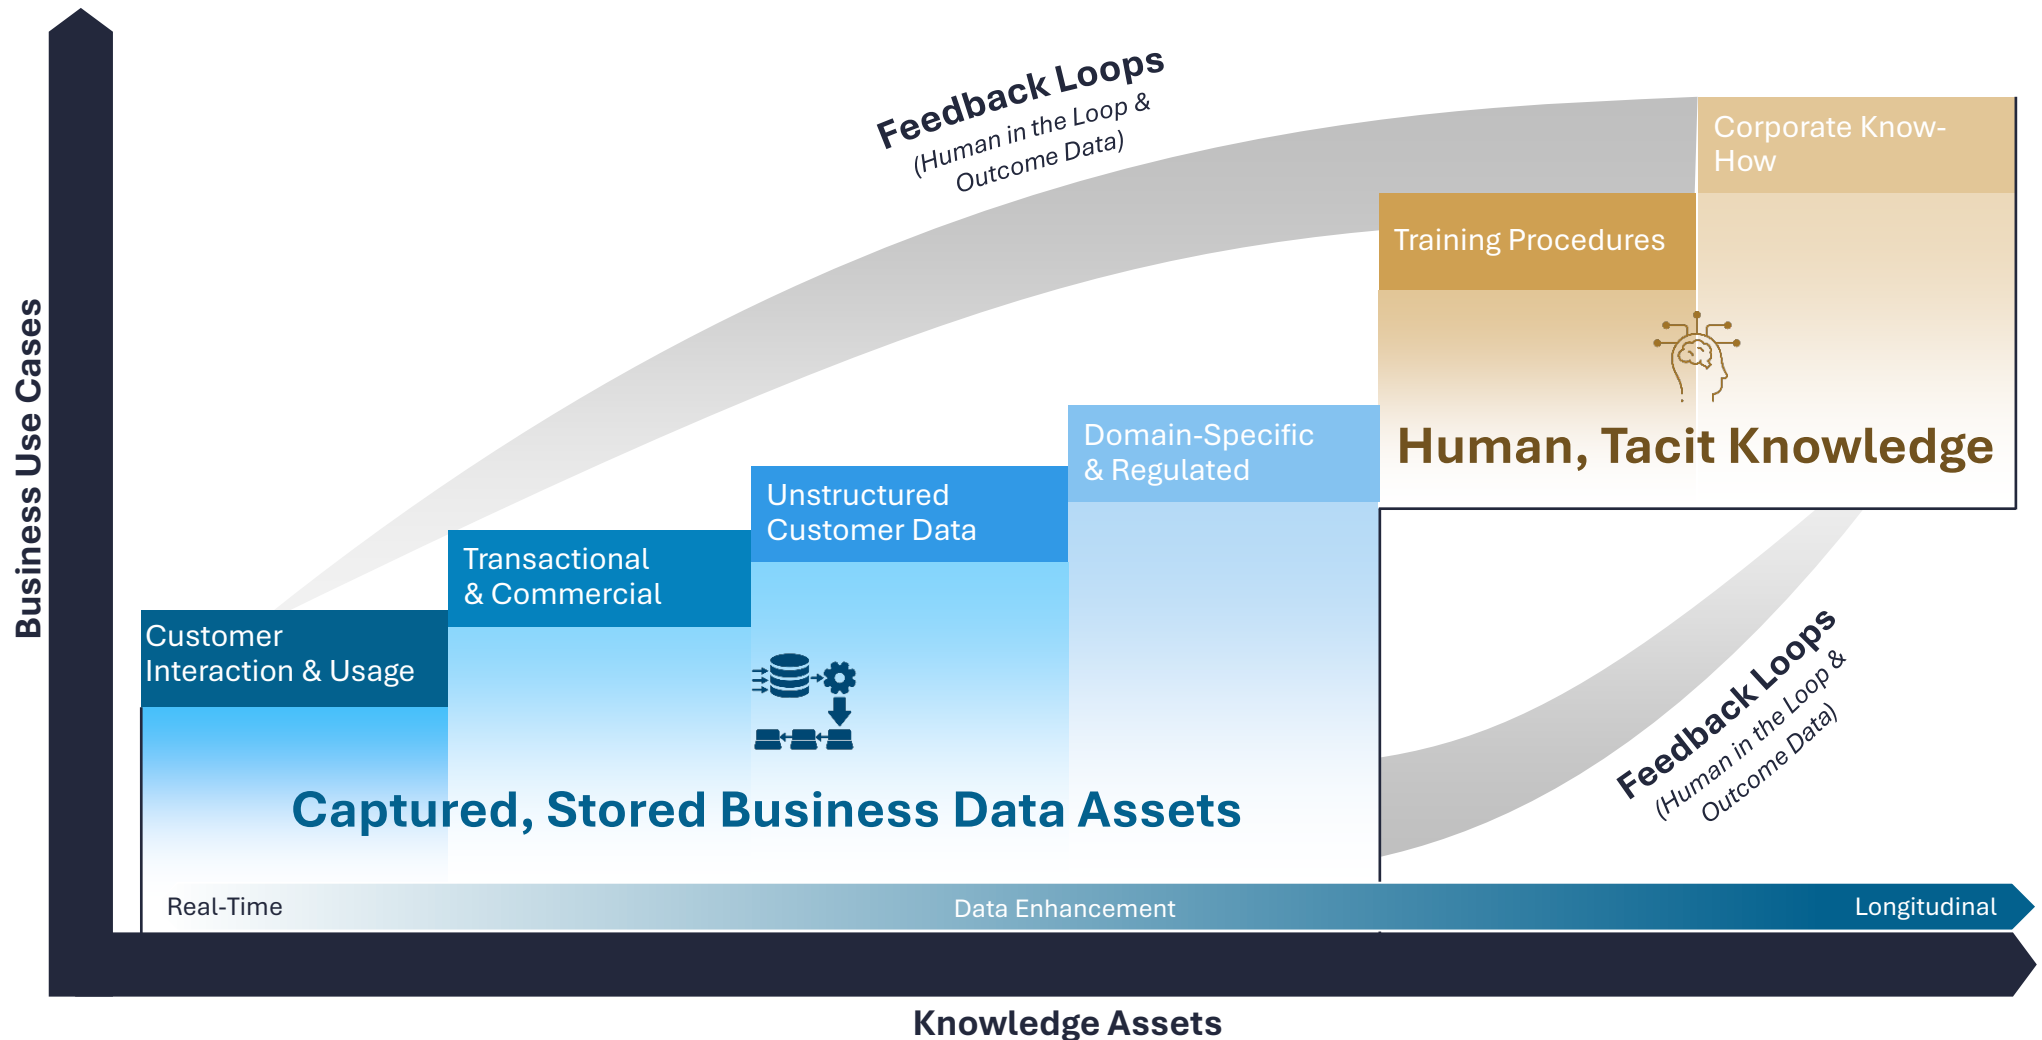 Business Use Cases
Feedback Loops
(Human in the Loop &
Outcome Data)
Corporate Know-
How
Training Procedures
Human, Tacit Knowledge
Domain-Specific
& Regulated
Unstructured
Customer Data
Transactional
& Commercial
Customer
Interaction & Usage
Captured, Stored Business Data Assets
Feedback Loops
(Human in the Loop &
Outcome Data)
Real-Time
Data Enhancement
Longitudinal
Knowledge Assets